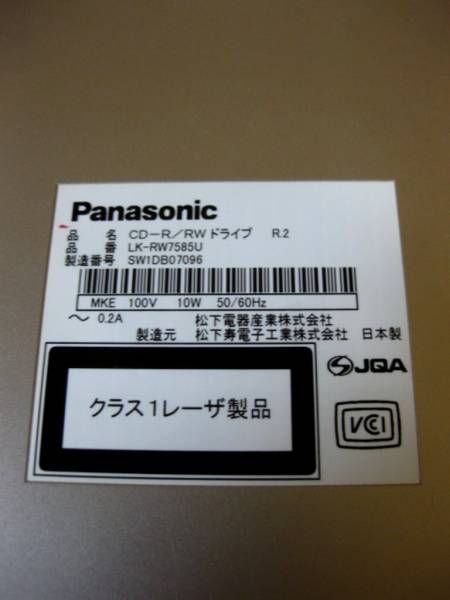 Panasonic
品 名 CD-R/RW ドライブ R.2
品 番 LK-RW7585U
製造番号 SW1DB07096
MKE 100V 10W 50/60Hz
～ 0.2A 松下電器産業株式会社
製造元 松下寿電子工業株式会社 日本製
JQA
クラス1レーザ製品
VCI